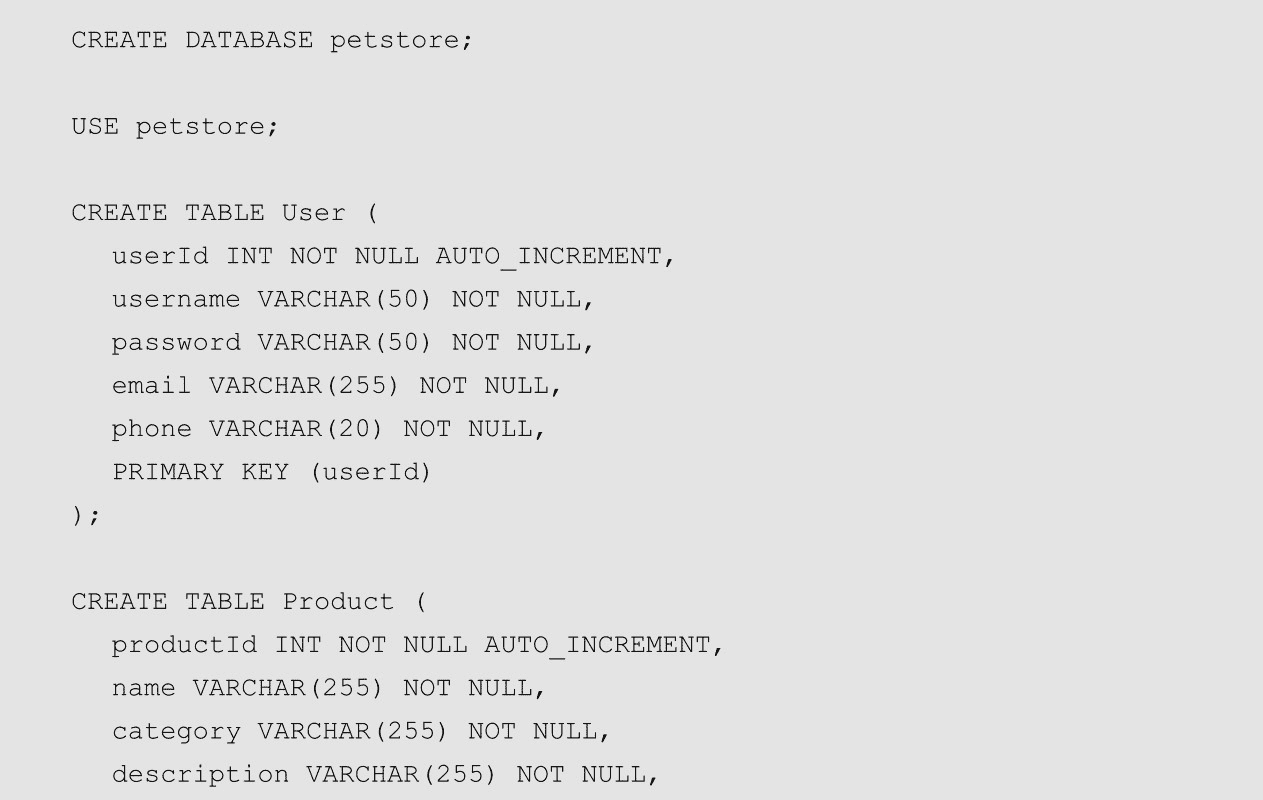 CREATE DATABASE petstore;
USE petstore;
CREATE TABLE User (
userId INT NOT NULL AUTO_INCREMENT,
username VARCHAR(50) NOT NULL,
password VARCHAR(50) NOT NULL,
email VARCHAR(255) NOT NULL,
phone VARCHAR(20) NOT NULL,
PRIMARY KEY (userId)
);
CREATE TABLE Product (
productId INT NOT NULL AUTO_INCREMENT,
name VARCHAR(255) NOT NULL,
category VARCHAR(255) NOT NULL,
description VARCHAR(255) NOT NULL,